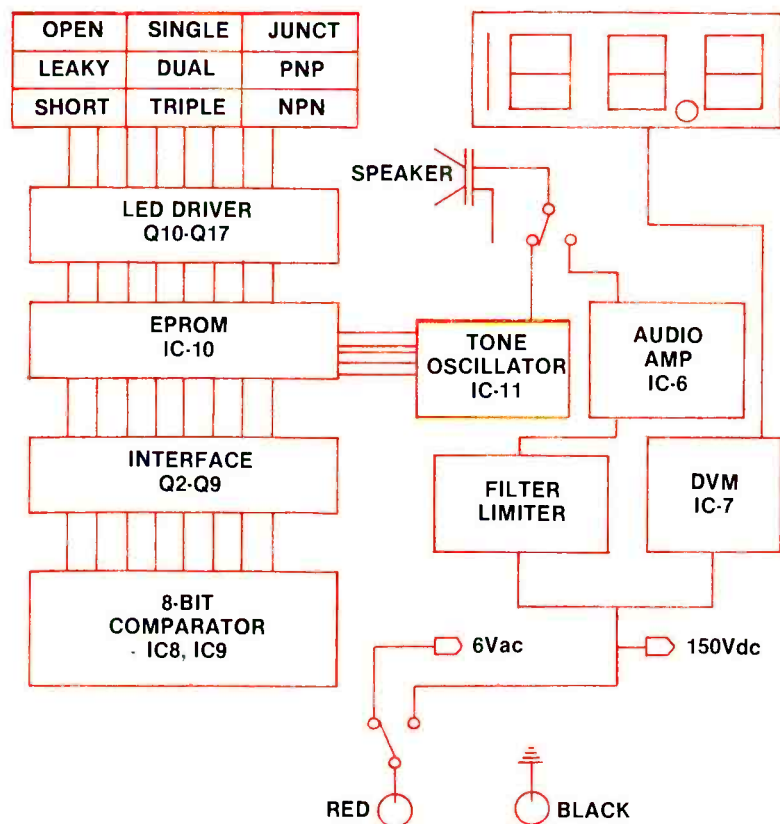 OPEN SINGLE JUNCT
LEAKY DUAL PNP
SHORT TRIPLE NPN
SPEAKER
LED DRIVER
Q10-Q17
EPROM
IC-10
TONE
OSCILLATOR
IC-11
AUDIO
AMP
IC-6
INTERFACE
Q2-Q9
FILTER
LIMITER
DVM
IC-7
8-BIT
COMPARATOR
IC8, IC9
6Vac
150Vdc
RED
BLACK